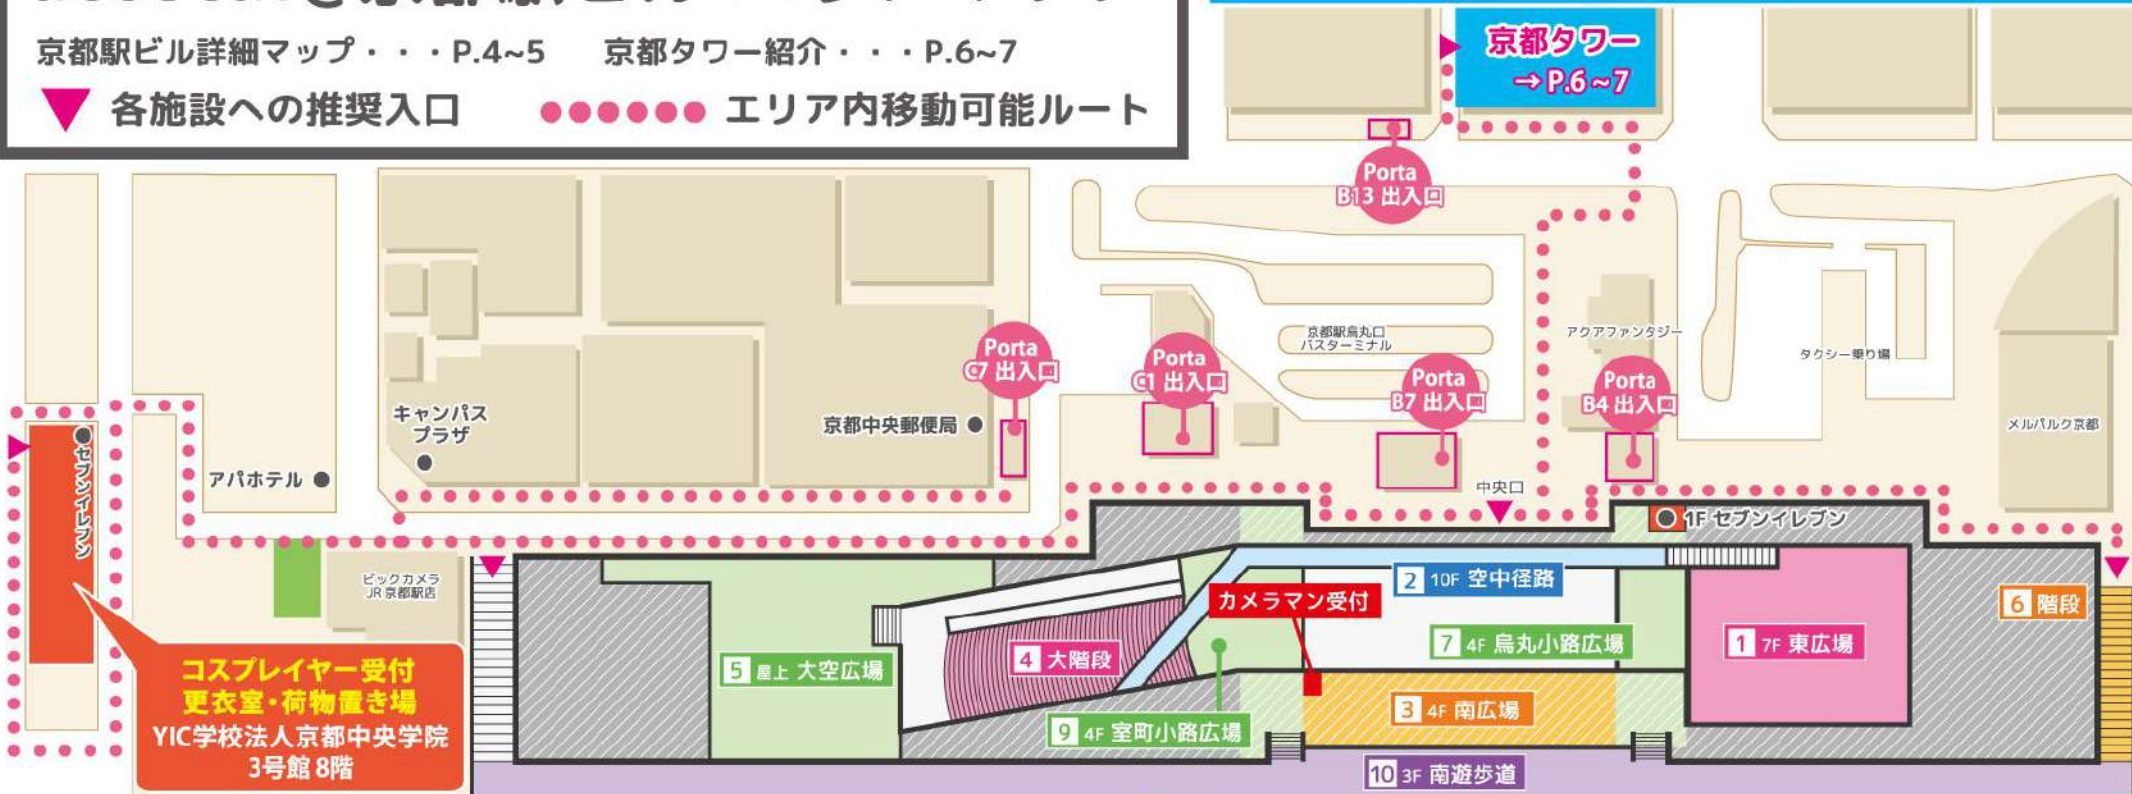 京都駅ビル詳細マップ・・・P.4~5 京都タワー紹介・・・P.6~7
各施設への推奨入口
エリア内移動可能ルート
京都タワー
→P.6~7
Porta
B13 出入口
Porta
C7 出入口
Porta
C1 出入口
京都駅烏丸口
バスターミナル
Porta
B7 出入口
アクアファンタジー
Porta
B4 出入口
タクシー乗り場
メルパルク京都
キャンパス
プラザ
京都中央郵便局
アパホテル
セブンイレブン
中央口
1F セブンイレブン
ビックカメラ
JR京都駅店
カメラマン受付
2 10F 空中径路
6 階段
7 4F 烏丸小路広場
1 7F 東広場
4 大階段
5 屋上 大空広場
3 4F 南広場
9 4F 室町小路広場
10 3F 南遊歩道
コスプレイヤー受付
更衣室・荷物置き場
YIC学校法人京都中央学院
3号館8階